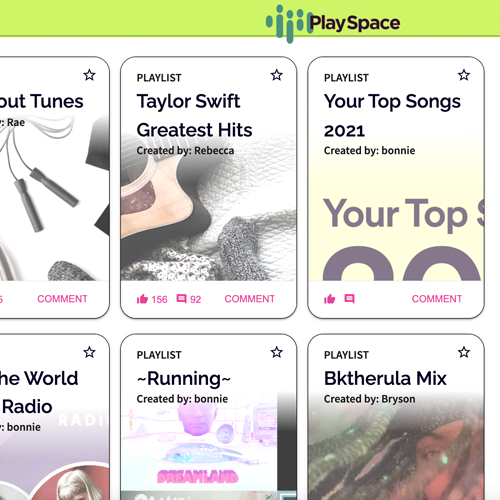 PlaySpace
out Tunes
y: Rae
5
COMMENT
PLAYLIST
Taylor Swift
Greatest Hits
Created by: Rebecca
156
92
COMMENT
PLAYLIST
Your Top Songs
2021
Created by: bonnie
Your Top S
COMMENT
he World
Radio
y: bonnie
RADIO
PLAYLIST
~Running~
Created by: bonnie
DREAMLAND
PLAYLIST
Bktherula Mix
Created by: Bryson